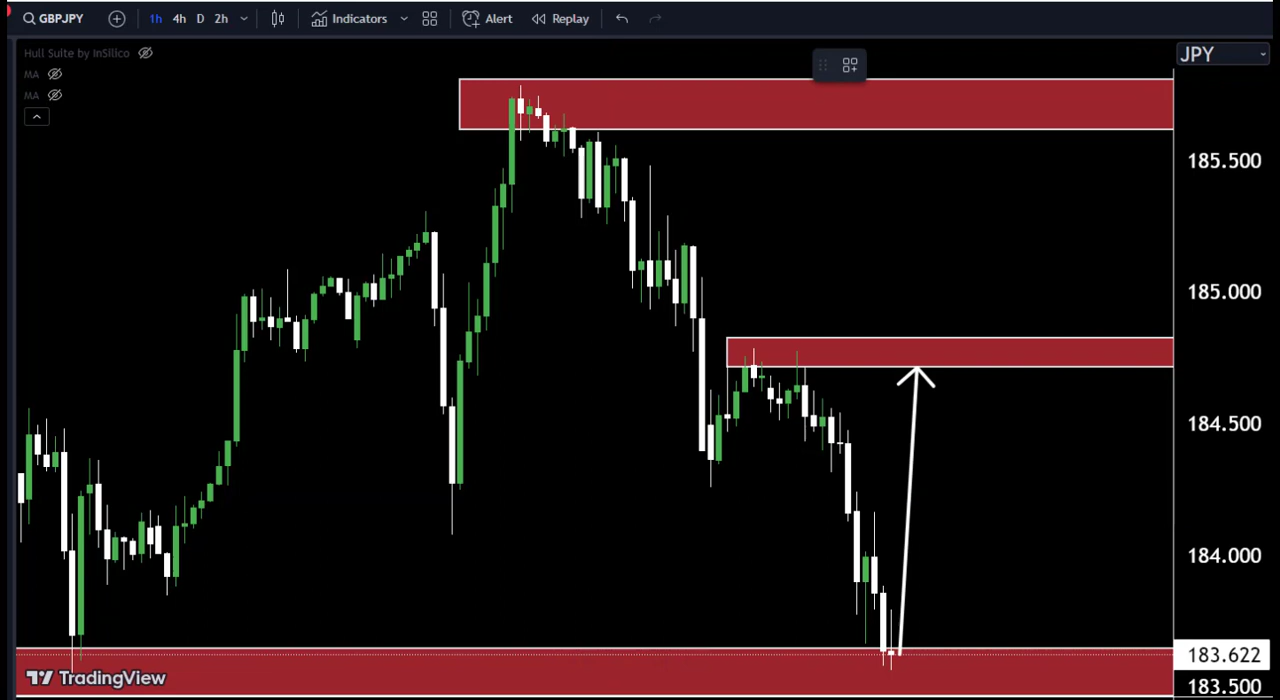 GBPJPY 1h 4h D 2h Indicators Alert Replay
Hull Suite by InSilico
JPY
MA
MA
185.500
185.000
184.500
184.000
183.622
TradingView
183.500